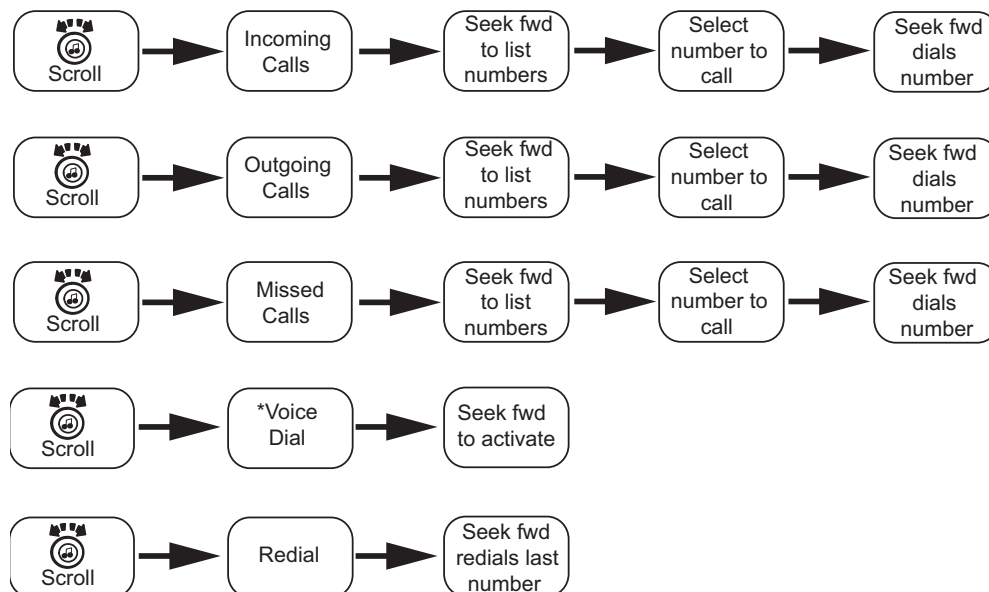 Scroll
Incoming
Calls
Seek fwd
to list
numbers
Select
number to
call
Seek fwd
dials
number
Scroll
Outgoing
Calls
Seek fwd
to list
numbers
Select
number to
call
Seek fwd
dials
number
Scroll
Missed
Calls
Seek fwd
to list
numbers
Select
number to
call
Seek fwd
dials
number
Scroll
*Voice
Dial
Seek fwd
to activate
Scroll
Redial
Seek fwd
redials last
number